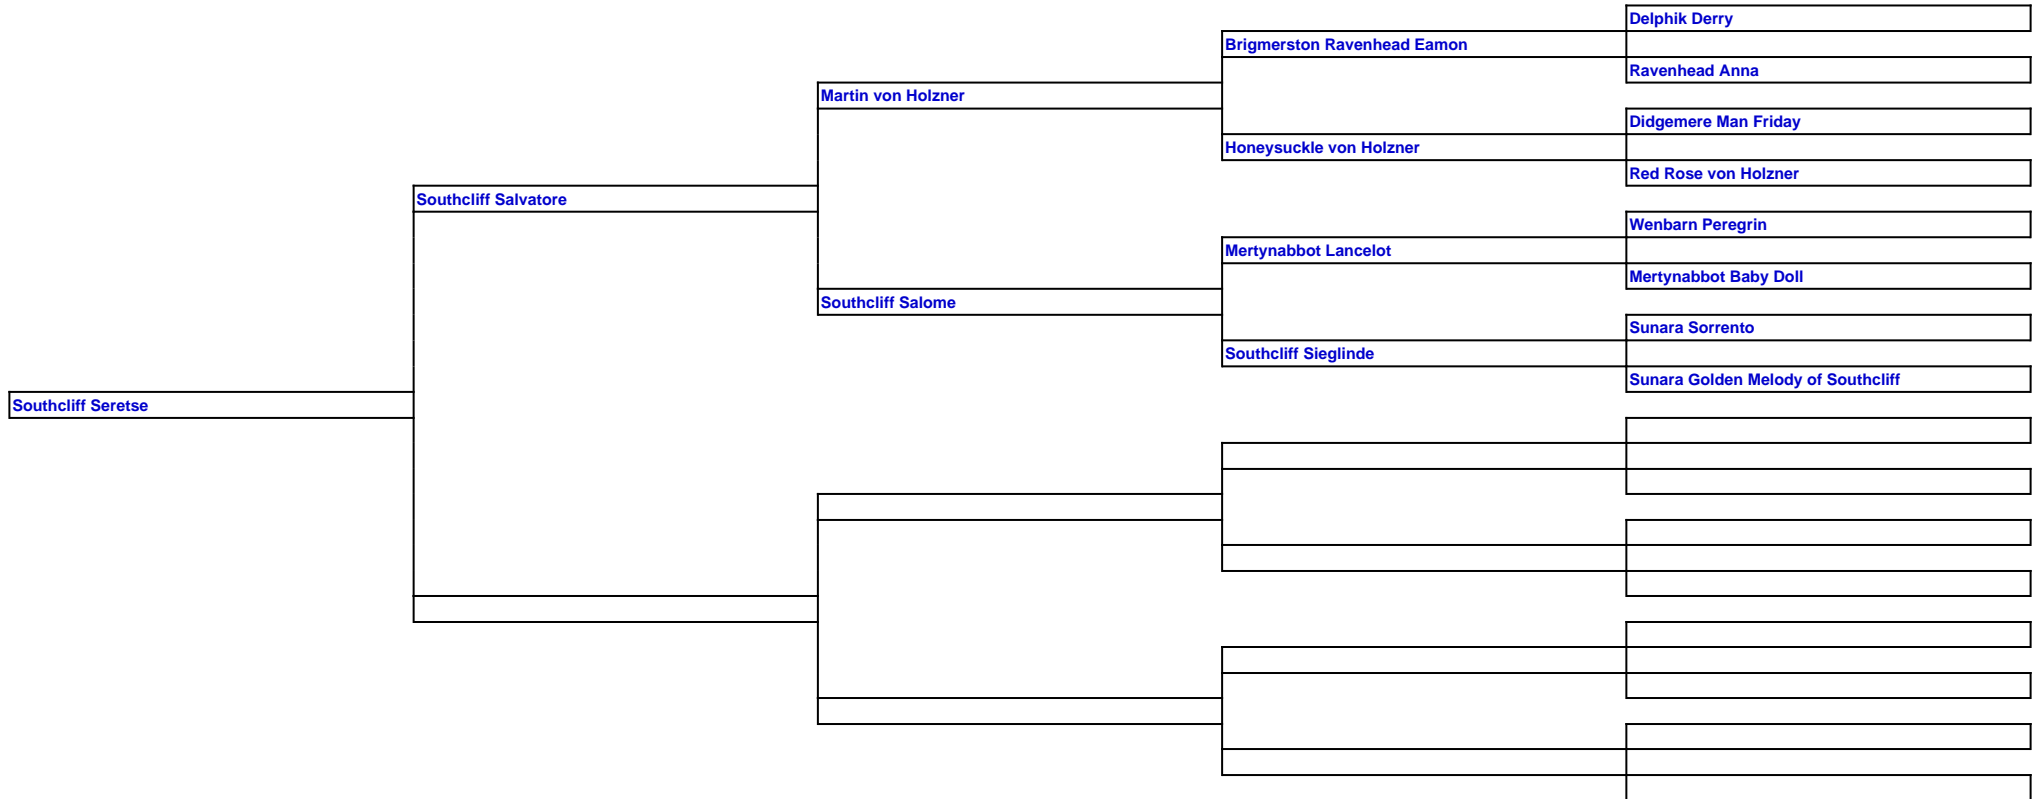 Delphik Derry
Brigmerston Ravenhead Eamon
Ravenhead Anna
Martin von Holzner
Didgemere Man Friday
Honeysuckle von Holzner
Red Rose von Holzner
Southcliff Salvatore
Wenbarn Peregrin
Mertynabbot Lancelot
Mertynabbot Baby Doll
Southcliff Salome
Sunara Sorrento
Southcliff Sieglinde
Sunara Golden Melody of Southcliff
Southcliff Seretse